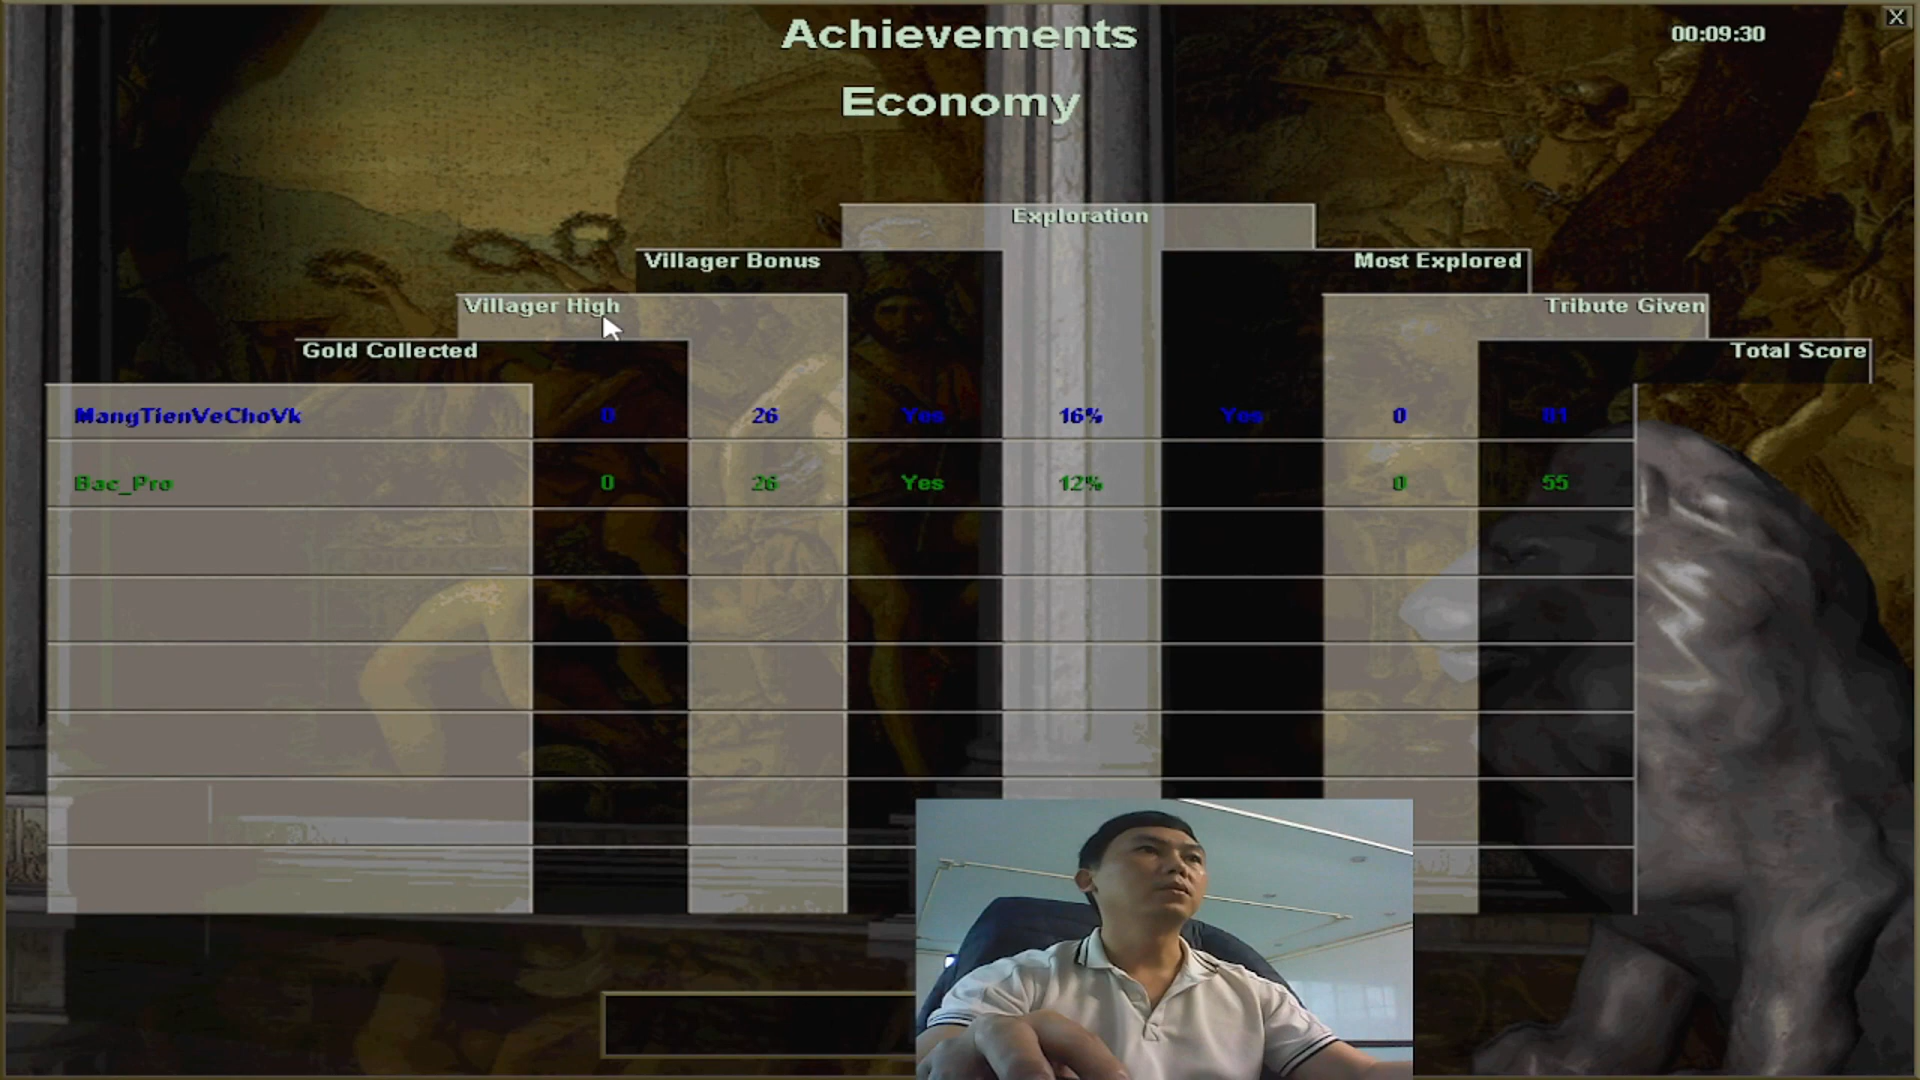 Achievements
00:09:30
Economy
Exploration
Villager Bonus
Most Explored
Villager High
Tribute Given
Gold Collected
Total Score
MangTienVeChoVk 0 26 Yes 16% Yes 0 81
Bac_Pro 0 26 Yes 12% 0 55